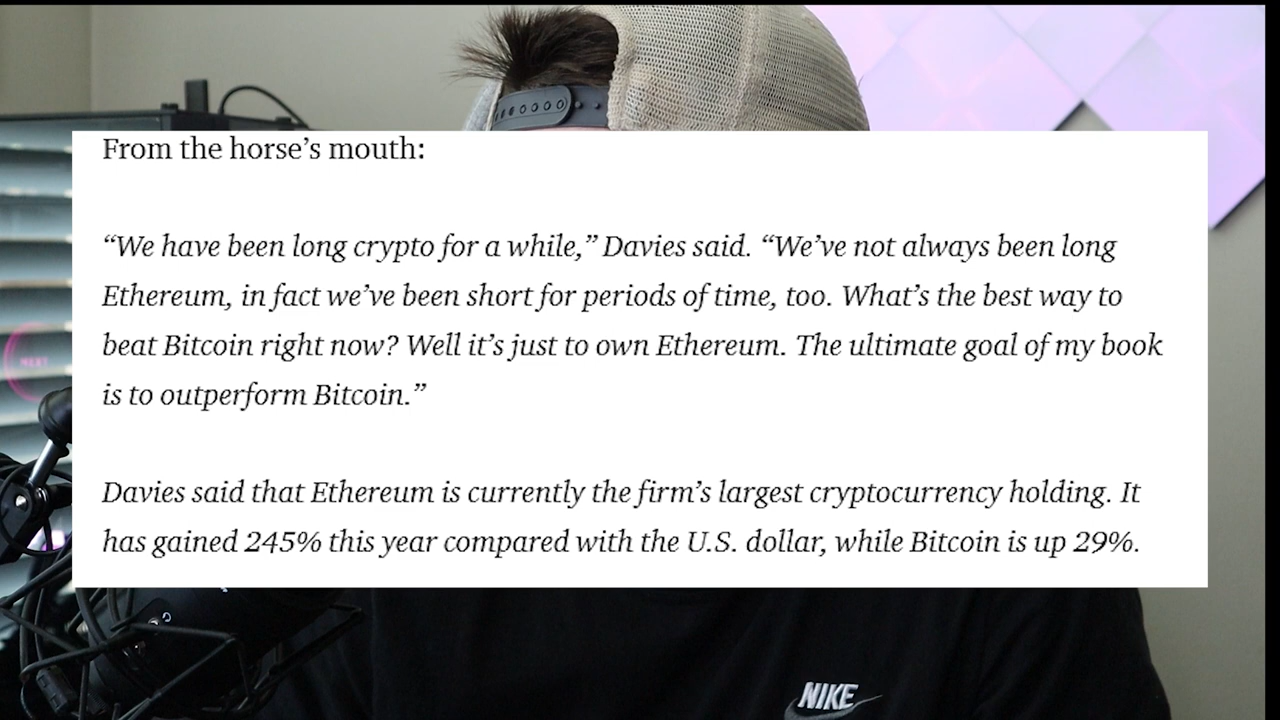 From the horse’s mouth:
“We have been long crypto for a while,” Davies said. “We’ve not always been long
Ethereum, in fact we’ve been short for periods of time, too. What’s the best way to
beat Bitcoin right now? Well it’s just to own Ethereum. The ultimate goal of my book
is to outperform Bitcoin.”
Davies said that Ethereum is currently the firm’s largest cryptocurrency holding. It
has gained 245% this year compared with the U.S. dollar, while Bitcoin is up 29%.
NIKE